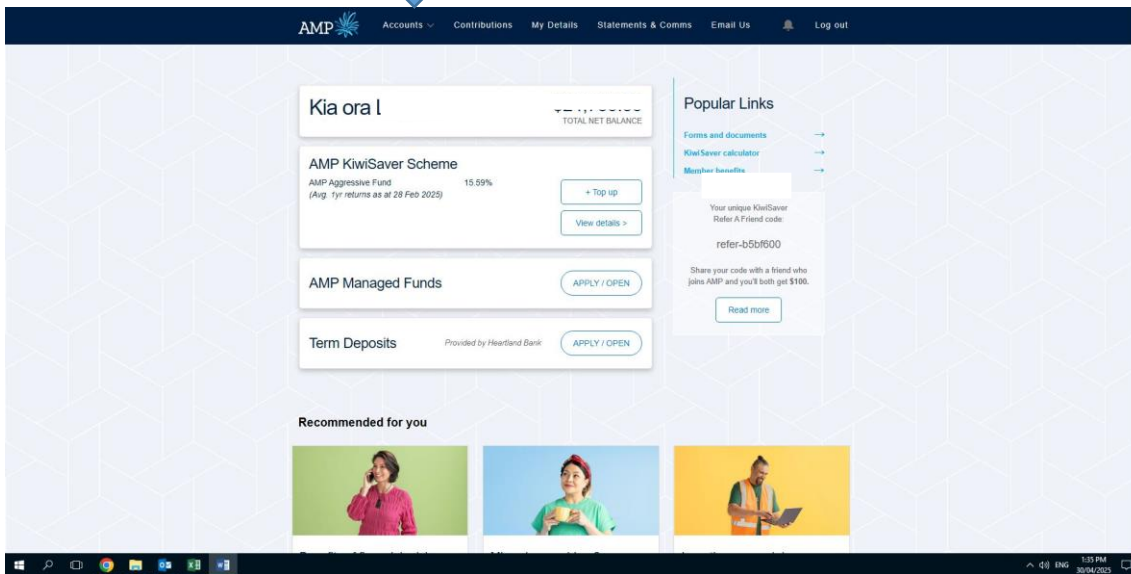 AMP
Accounts
Contributions
My Details
Statements & Comms
Email Us
Log out
Kia ora
TOTAL NET BALANCE
Popular Links
Forms and documents
KiwiSaver calculator
Member benefits
AMP KiwiSaver Scheme
AMP Aggressive Fund 15.59%
(Avg. 1yr returns as at 28 Feb 2025)
+ Top up
View details >
Your unique KiwiSaver
Refer A Friend code:
refer-b5bf600
Share your code with a friend who
joins AMP and you'll both get $100.
Read more
AMP Managed Funds
APPLY / OPEN
Term Deposits
Provided by Heartland Bank
APPLY / OPEN
Recommended for you
ENG
1:35 PM
30/04/2025